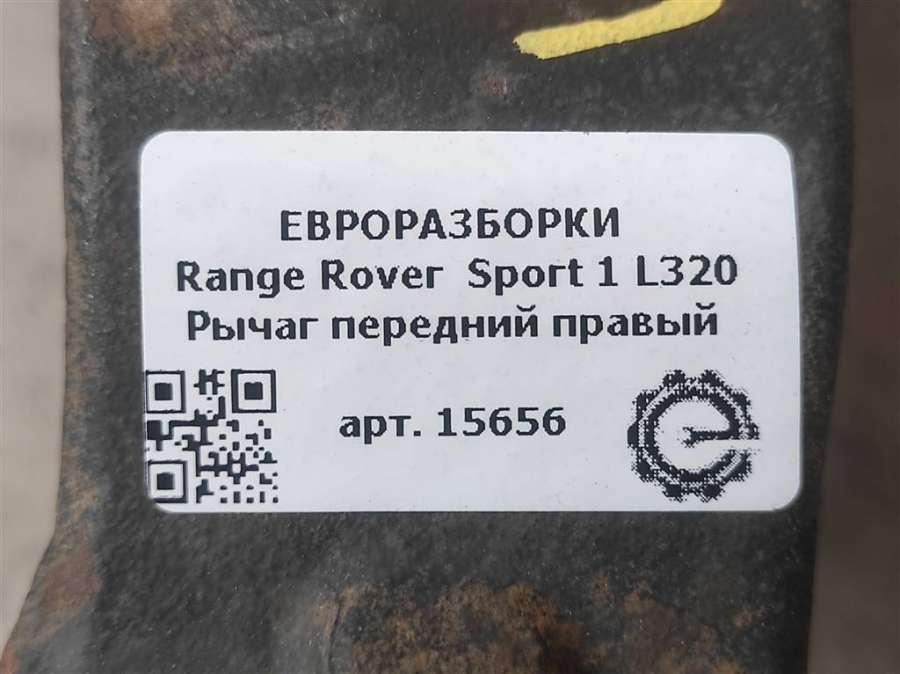 ЕВРОРАЗБОРКИ
Range Rover Sport 1 L320
Рычаг передний правый
арт. 15656